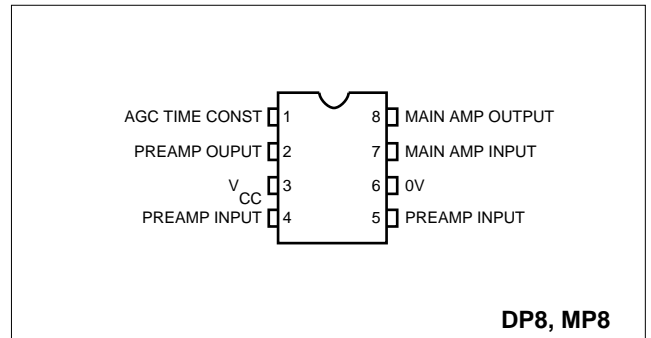 AGC TIME CONST 1 8 MAIN AMP OUTPUT
PREAMP OUPUT 2 7 MAIN AMP INPUT
VCC 3 6 0V
PREAMP INPUT 4 5 PREAMP INPUT
DP8, MP8